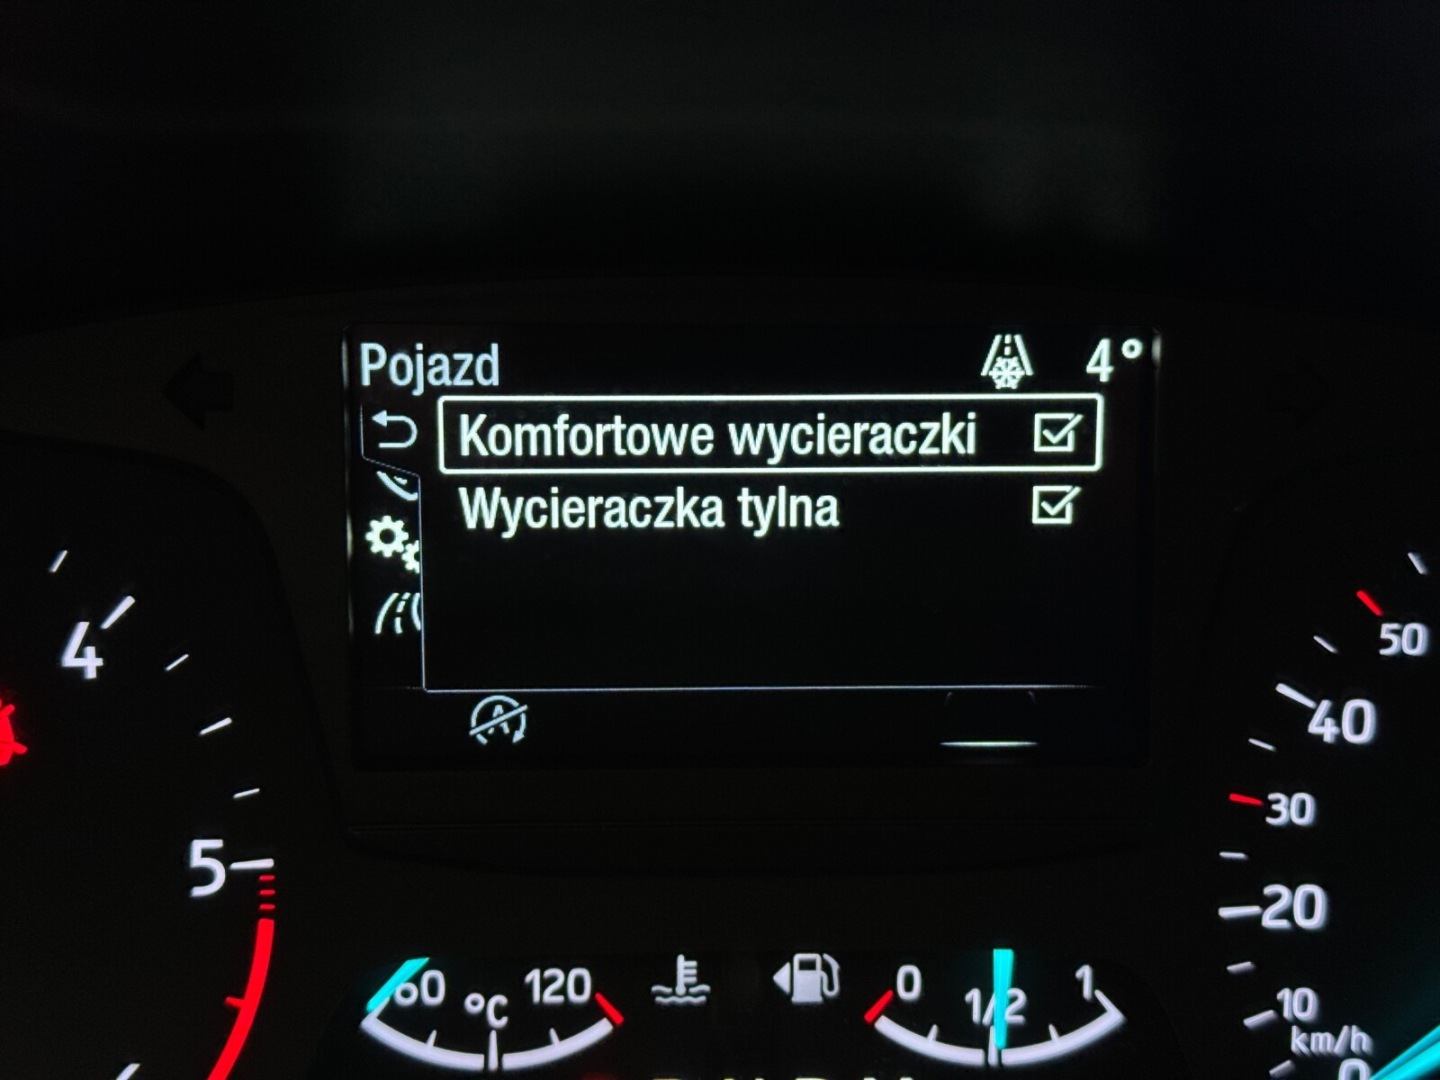 Pojazd 4°
Komfortowe wycieraczki
Wycieraczka tylna
4
5
50
40
30
20
10
km/h
0
60 °C 120
0 1/2 1